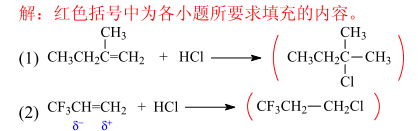 解：红色括号中为各小题所要求填充的内容。
CH₃ CH₃
(1) CH₃CH₂C=CH₂ + HCl ⟶ (CH₃CH₂C—CH₃)
Cl
(2) CF₃CH=CH₂ + HCl ⟶ (CF₃CH₂—CH₂Cl)
δ⁻ δ⁺